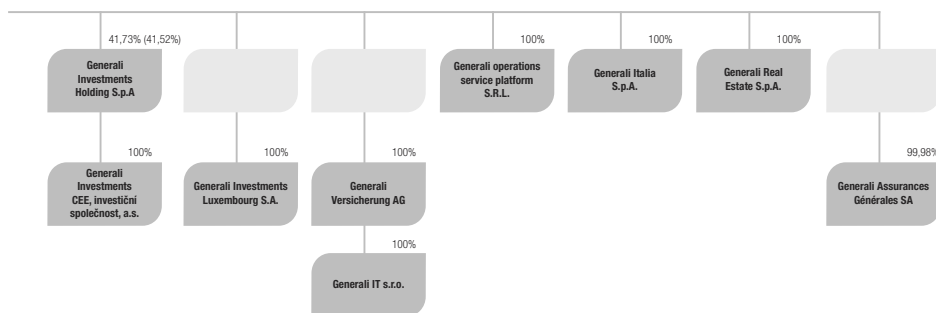 41,73% (41,52%)
100%
100%
100%
Generali
Investments
Holding S.p.A
Generali operations
service platform
S.R.L.
Generali Italia
S.p.A.
Generali Real
Estate S.p.A.
100%
100%
100%
99,98%
Generali
Investments
CEE, investiční
společnost, a.s.
Generali Investments
Luxembourg S.A.
Generali
Versicherung AG
Generali Assurances
Générales SA
100%
Generali IT s.r.o.